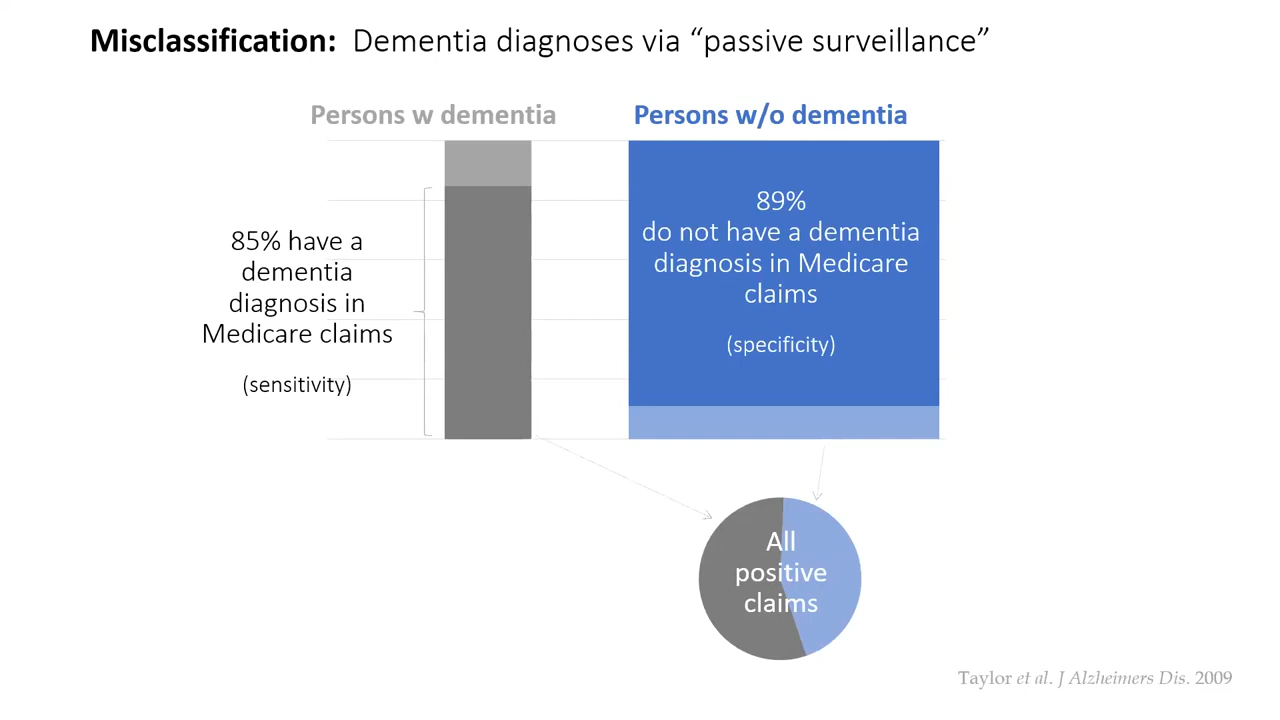 Misclassification: Dementia diagnoses via “passive surveillance”
Persons w dementia
Persons w/o dementia
85% have a
dementia
diagnosis in
Medicare claims
(sensitivity)
89%
do not have a dementia
diagnosis in Medicare
claims
(specificity)
All
positive
claims
Taylor et al. J Alzheimers Dis. 2009